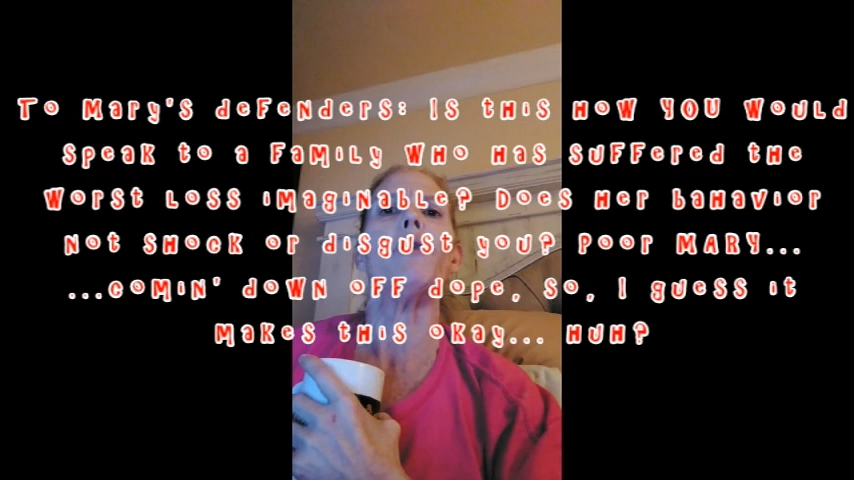 To Mary's defenders: Is this how YOU would
speak to a family who has suffered the
worst loss imaginable? Does her bahavior
not shock or disgust you? Poor MARY...
...comin' down off dope, so, I guess it
makes this okay... HUH?